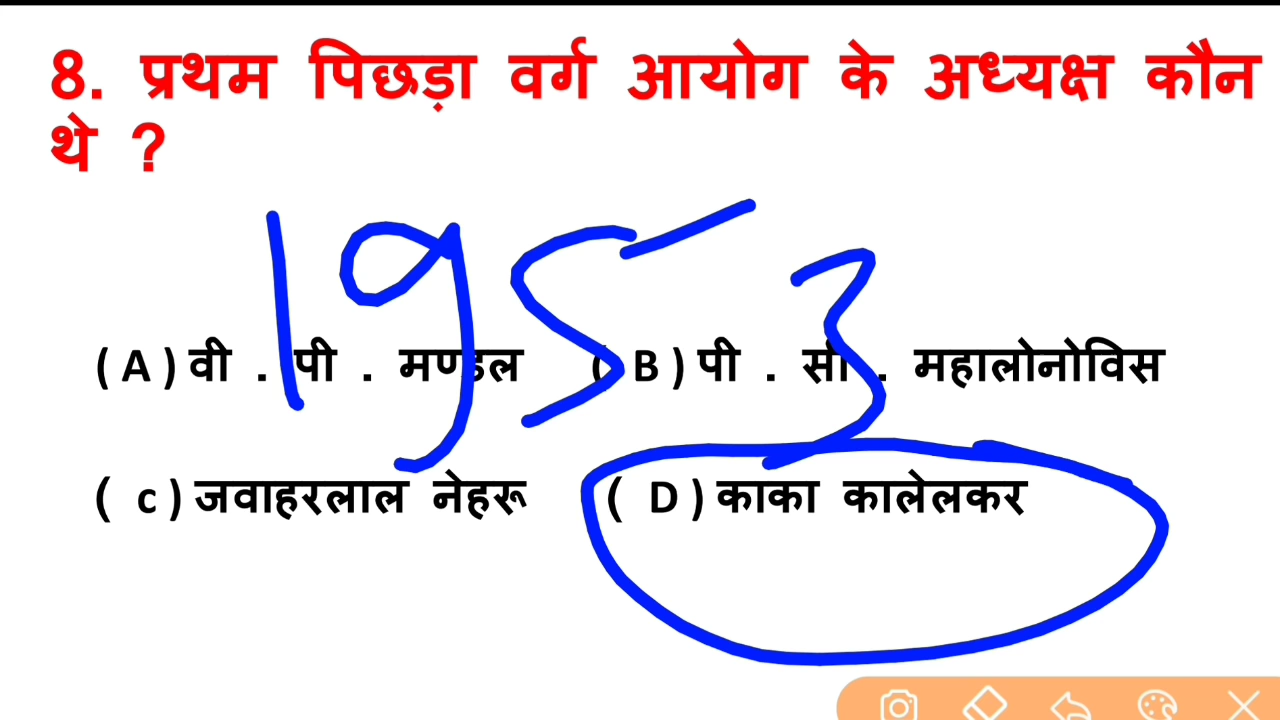 8. प्रथम पिछड़ा वर्ग आयोग के अध्यक्ष कौन
थे ?
1953
(A) वी . पी . मण्डल (B) पी . सी . महालोनोविस
( c) जवाहरलाल नेहरू ( D) काका कालेलकर